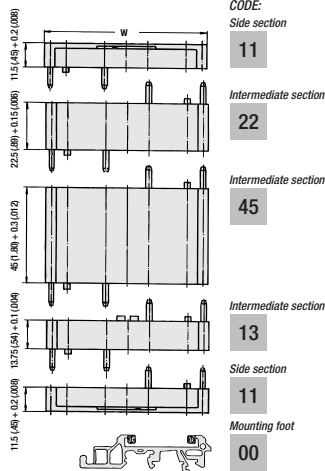 CODE:
Side section
11
W
11.5 (.45) + 0.2 (.008)
Intermediate section
22
22.5 (.89) + 0.15 (.006)
Intermediate section
45
45 (1.80) + 0.3 (.012)
Intermediate section
13
13.75 (.54) + 0.1 (.004)
Side section
11
11.5 (.45) + 0.2 (.008)
Mounting foot
00